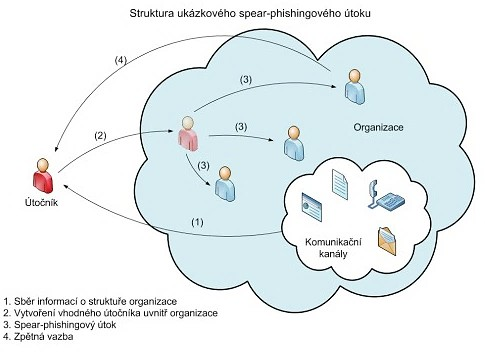 Struktura ukázkového spear-phishingového útoku
(4)
(3)
(2)
(3)
Organizace
(3)
Útočník
(1)
Komunikační
kanály
1. Sběr informací o struktuře organizace
2. Vytvoření vhodného útočníka uvnitř organizace
3. Spear-phishingový útok
4. Zpětná vazba